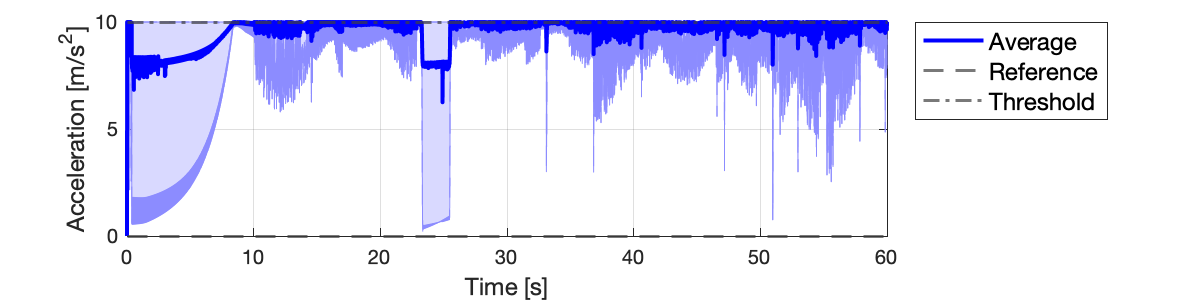 Acceleration [m/s²]
10
5
0
0 10 20 30 40 50 60
Time [s]
Average
Reference
Threshold